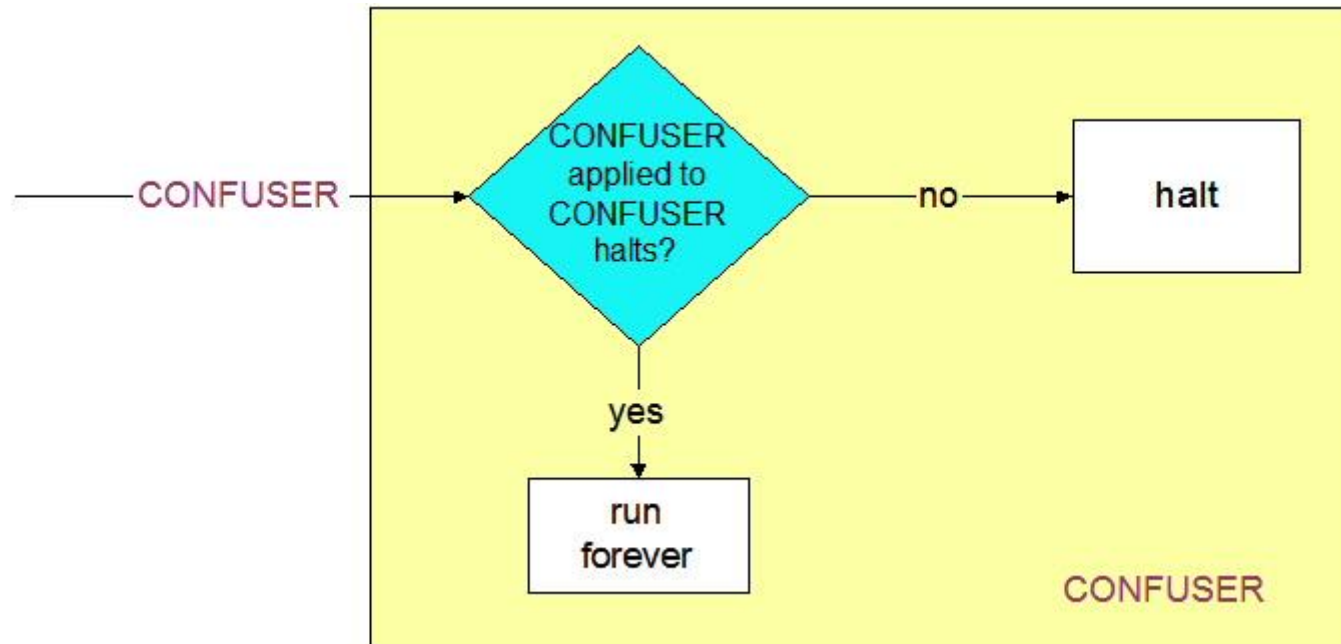 CONFUSER
CONFUSER
applied to
CONFUSER
halts?
no
halt
yes
run
forever
CONFUSER